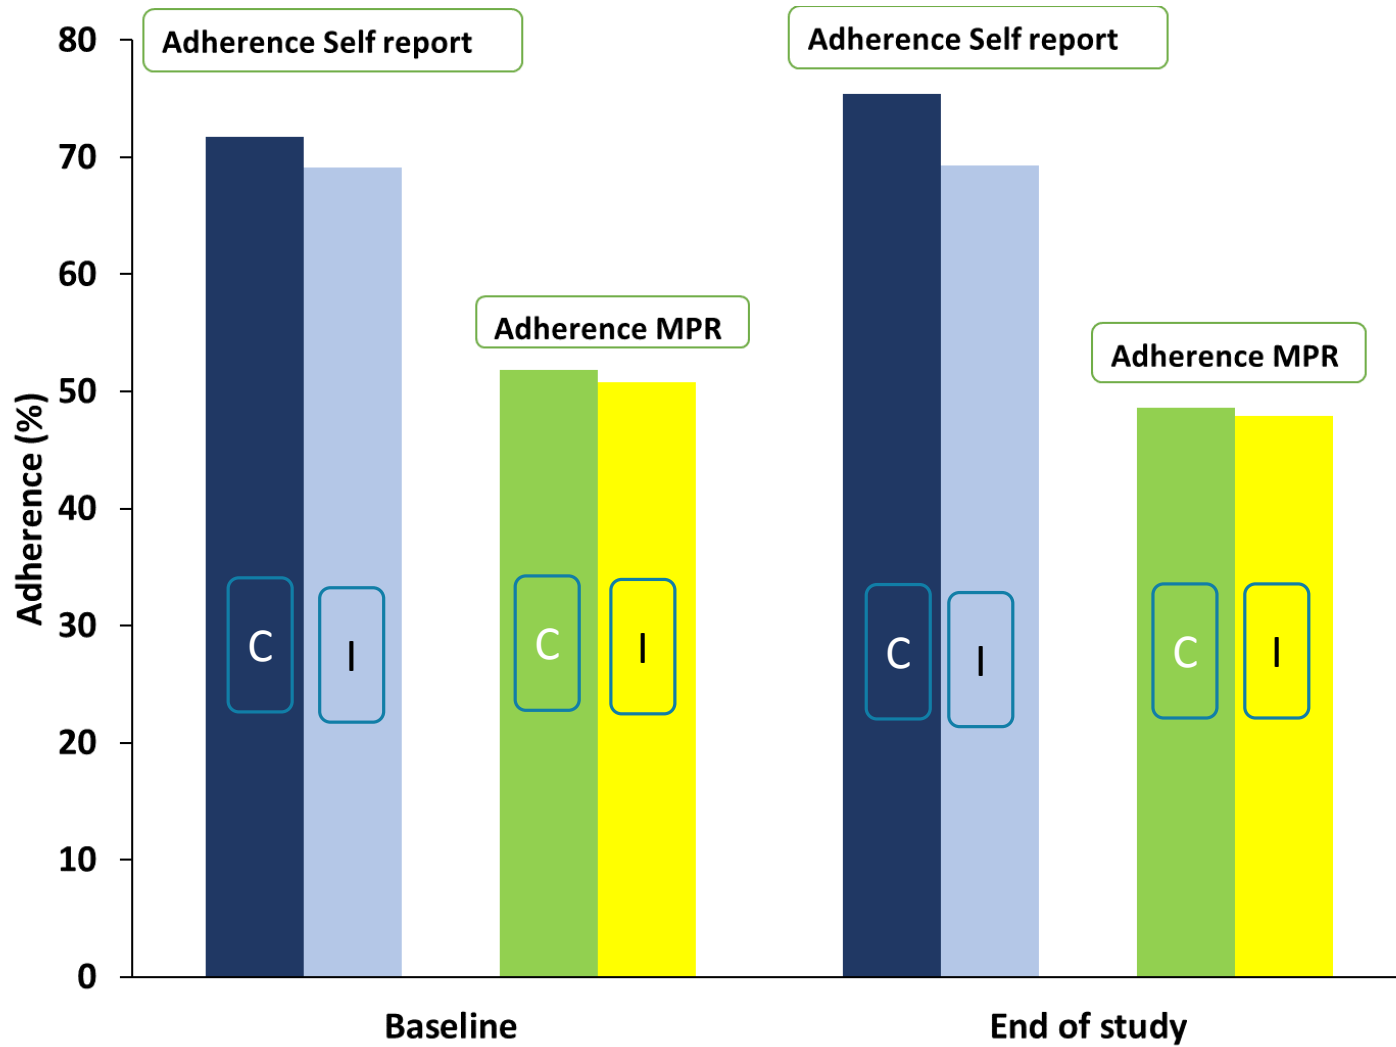 Adherence Self report
Adherence Self report
80
70
60
50
40
30
20
10
0
Adherence (%)
Adherence MPR
Adherence MPR
C
I
C
I
C
I
C
I
Baseline
End of study